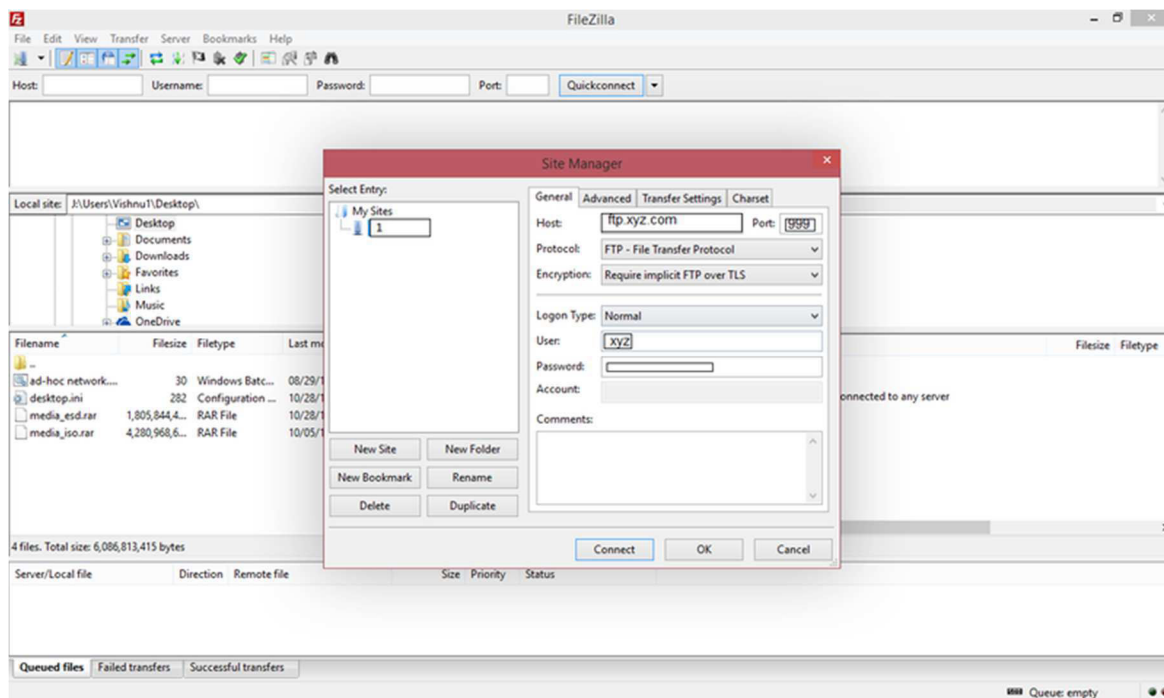 FileZilla
File Edit View Transfer Server Bookmarks Help
Host: Username: Password: Port: Quickconnect
Local site: J:\Users\Vishnu1\Desktop\
Desktop
Documents
Downloads
Favorites
Links
Music
OneDrive
Filename Filesize Filetype Last mo
..
ad-hoc network.... 30 Windows Batc... 08/29/1
desktop.ini 282 Configuration ... 10/28/1
media_esd.rar 1,805,844,4... RAR File 10/28/1
media_iso.rar 4,280,968,6... RAR File 10/05/1
4 files. Total size: 6,086,813,415 bytes
Site Manager
Select Entry:
My Sites
1
New Site New Folder
New Bookmark Rename
Delete Duplicate
General Advanced Transfer Settings Charset
Host: ftp.xyz.com Port: 999
Protocol: FTP - File Transfer Protocol
Encryption: Require implicit FTP over TLS
Logon Type: Normal
User: xyz
Password:
Account:
Comments:
Connect OK Cancel
Filesize Filetype
onnected to any server
Server/Local file Direction Remote file Size Priority Status
Queued files Failed transfers Successful transfers
Queue: empty